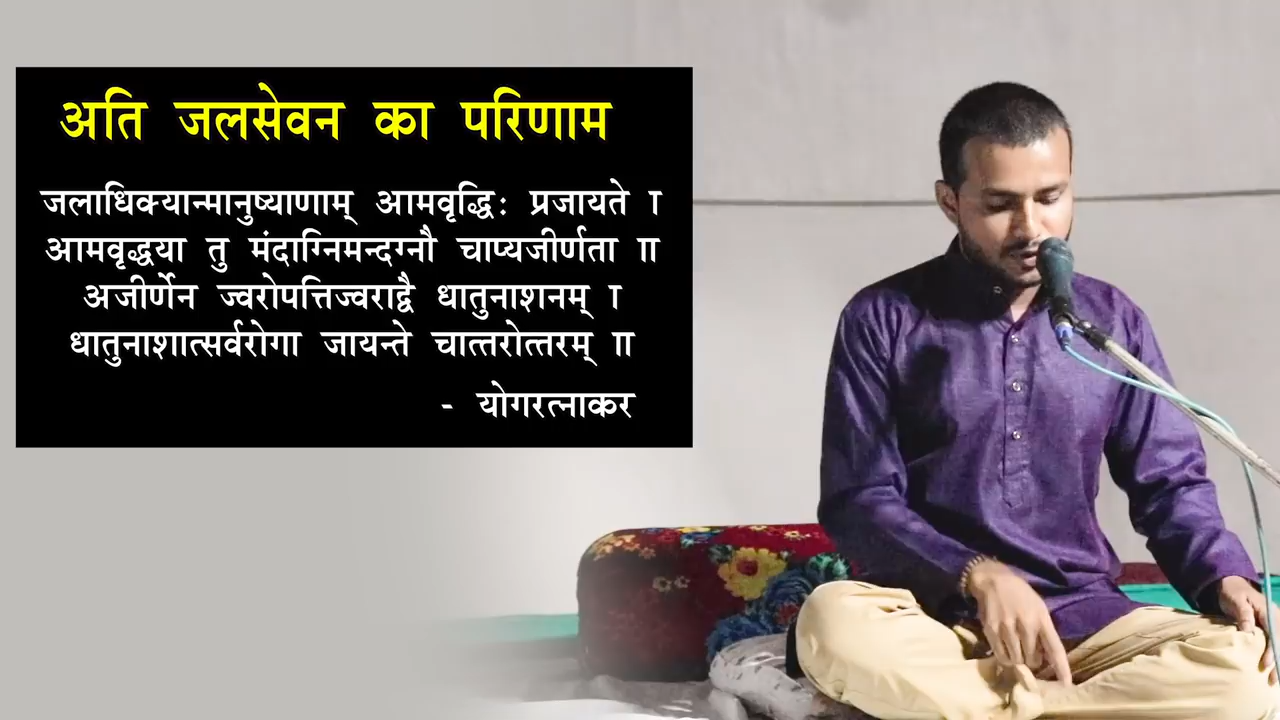 अति जलसेवन का परिणाम
जलाधिक्यान्मानुष्याणाम् आमवृद्धिः प्रजायते ।
आमवृद्धया तु मंदाग्निमन्दग्नौ चाप्यजीर्णता ॥
अजीर्णेन ज्वरोपत्तिज्वराद्वै धातुनाशनम् ।
धातुनाशात्सर्वरोगा जायन्ते चात्तरोत्तरम् ॥
- योगरत्नाकर